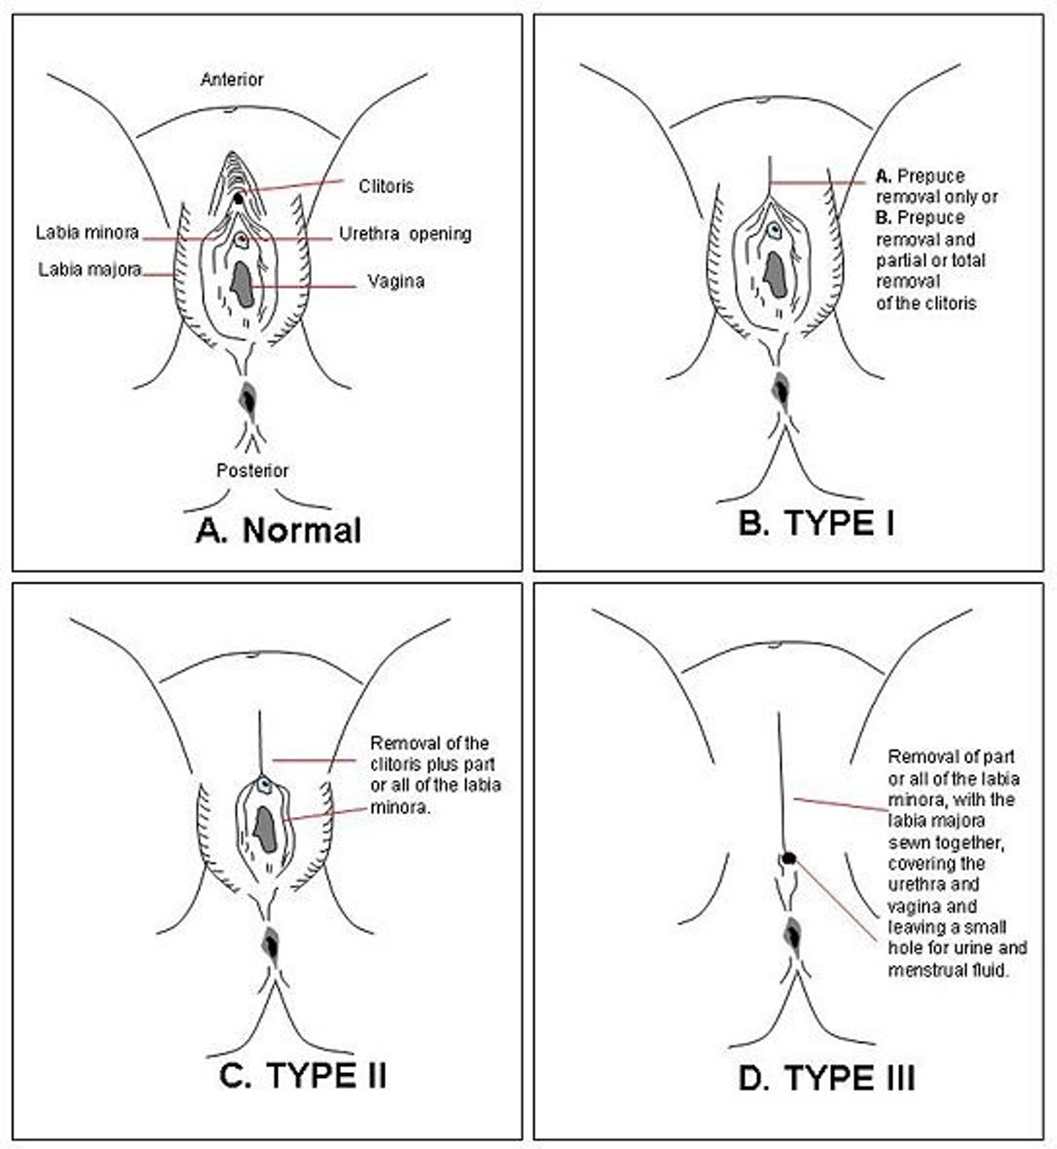 Anterior
Clitoris
Labia minora
Urethra opening
Labia majora
Vagina
Posterior
A. Normal
A. Prepuce
removal only or
B. Prepuce
removal and
partial or total
removal
of the clitoris
B. TYPE I
Removal of the
clitoris plus part
or all of the labia
minora.
C. TYPE II
Removal of part
or all of the labia
minora, with the
labia majora
sewn together,
covering the
urethra and
vagina and
leaving a small
hole for urine and
menstrual fluid.
D. TYPE III